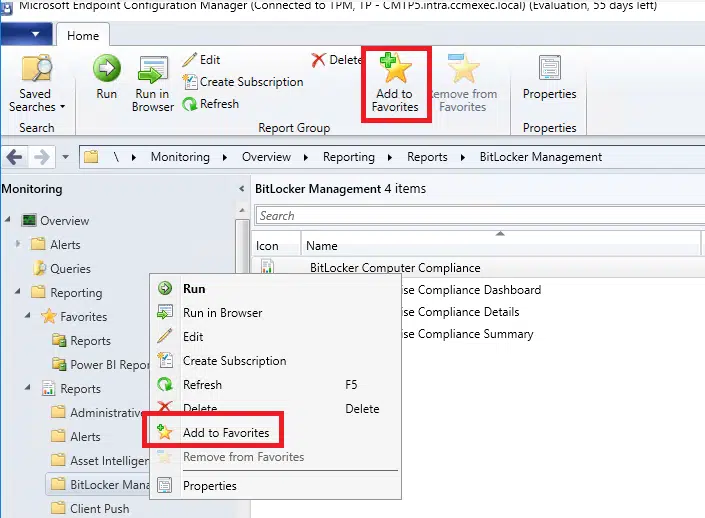 Microsoft Endpoint Configuration Manager (Connected to TPM, TP - CMTP5.intra.ccmexec.local) (Evaluation, 55 days left)
Home
Saved
Searches
Run
Run in
Browser
Edit
Create Subscription
Refresh
Delete
Add to
Favorites
Remove from
Favorites
Properties
Search
Report Group
Properties
\ Monitoring Overview Reporting Reports BitLocker Management
Monitoring
BitLocker Management 4 items
Search
Icon Name
Overview
Alerts
Queries
Reporting
Favorites
Reports
Power BI Repor
Reports
Administrative
Alerts
Asset Intelligen
BitLocker Mana
Client Push
BitLocker Computer Compliance
ise Compliance Dashboard
ise Compliance Details
ise Compliance Summary
Run
Run in Browser
Edit
Create Subscription
Refresh F5
Delete Delete
Add to Favorites
Remove from Favorites
Properties